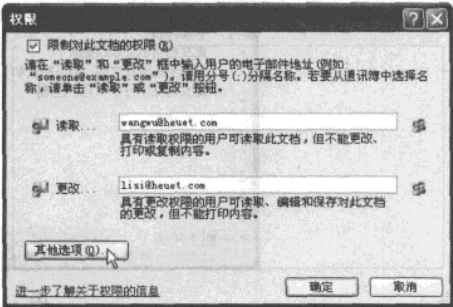 权限
限制对此文档的权限(R)
请在“读取”和“更改”框中输入用户的电子邮件地址(例如:
“someone@example.com”)。请用分号(;)分隔名称。若要从通讯簿中选择名
称，请单击“读取”或“更改”按钮。
读取... wangwu@heuet.com
具有读取权限的用户可读取此文档，但不能更改、
打印或复制内容。
更改... lisi@heuet.com
具有更改权限的用户可读取、编辑和保存对此文档
的更改，但不能打印内容。
其他选项(O)...
进一步了解关于权限的信息 确定 取消